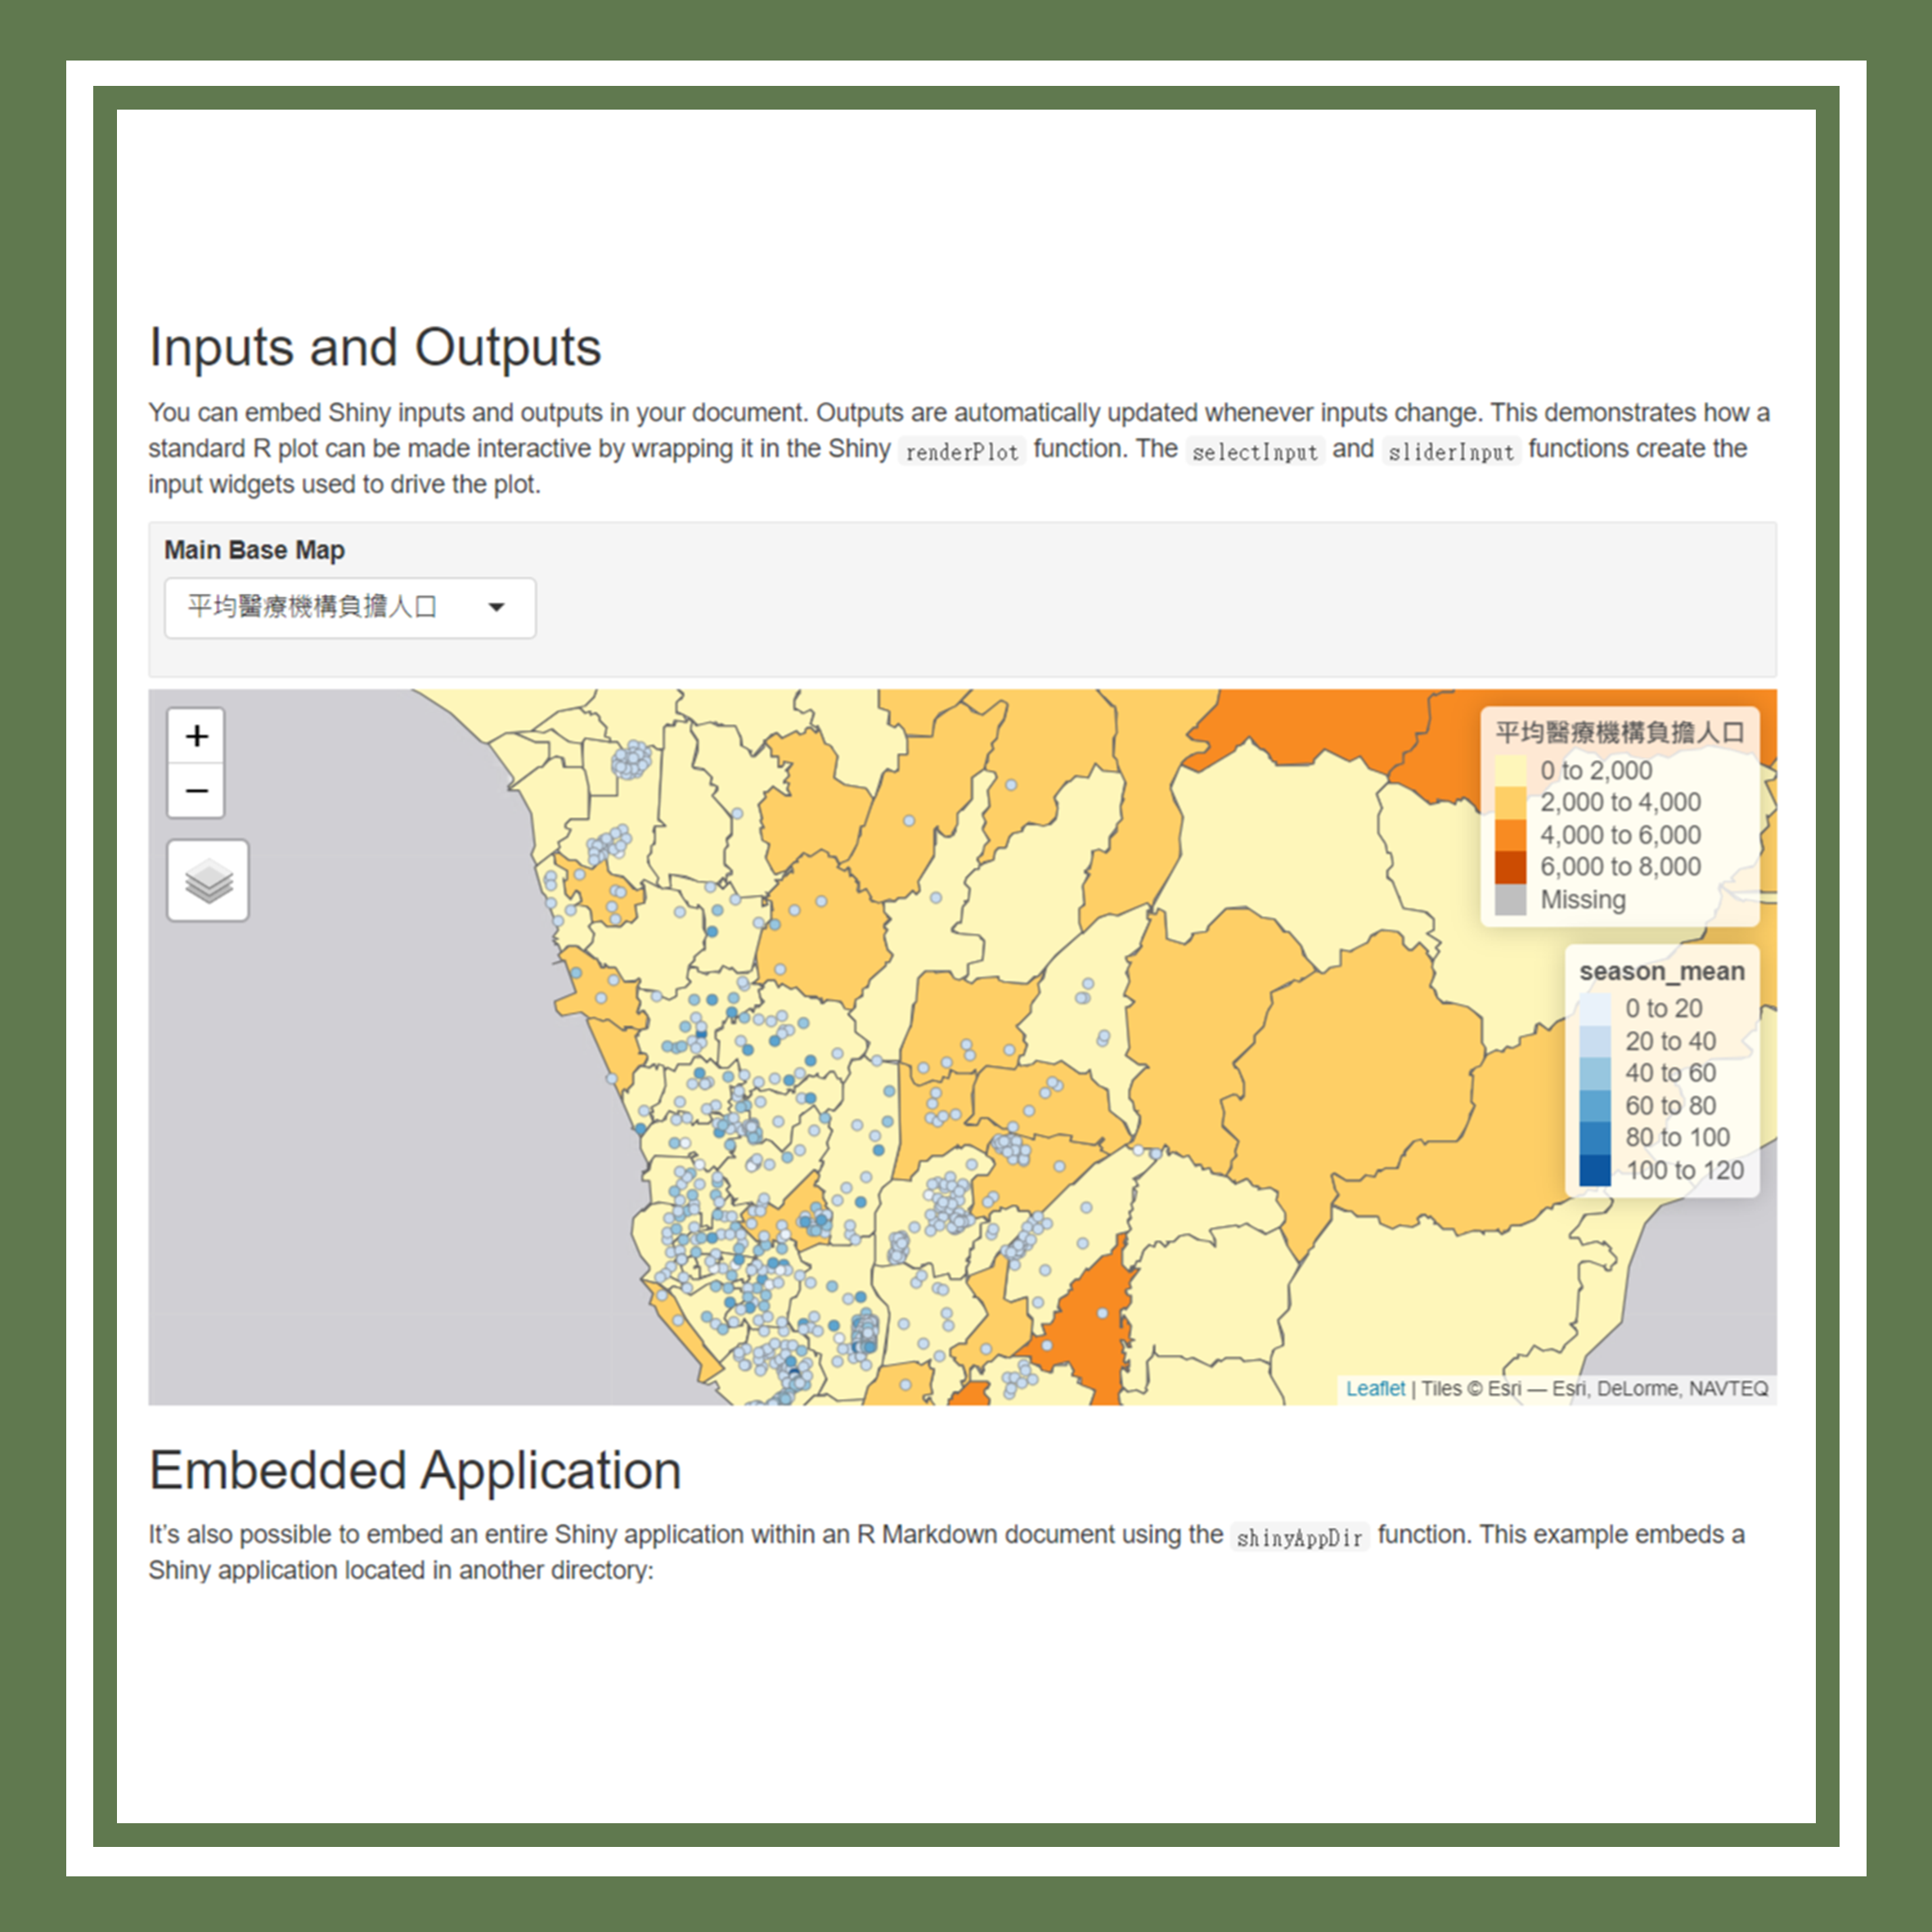 Inputs and Outputs
You can embed Shiny inputs and outputs in your document. Outputs are automatically updated whenever inputs change. This demonstrates how a
standard R plot can be made interactive by wrapping it in the Shiny renderPlot function. The selectInput and sliderInput functions create the
input widgets used to drive the plot.
Main Base Map
平均醫療機構負擔人口
+
−
平均醫療機構負擔人口
0 to 2,000
2,000 to 4,000
4,000 to 6,000
6,000 to 8,000
Missing
season_mean
0 to 20
20 to 40
40 to 60
60 to 80
80 to 100
100 to 120
Leaflet | Tiles © Esri — Esri, DeLorme, NAVTEQ
Embedded Application
It’s also possible to embed an entire Shiny application within an R Markdown document using the shinyAppDir function. This example embeds a
Shiny application located in another directory: